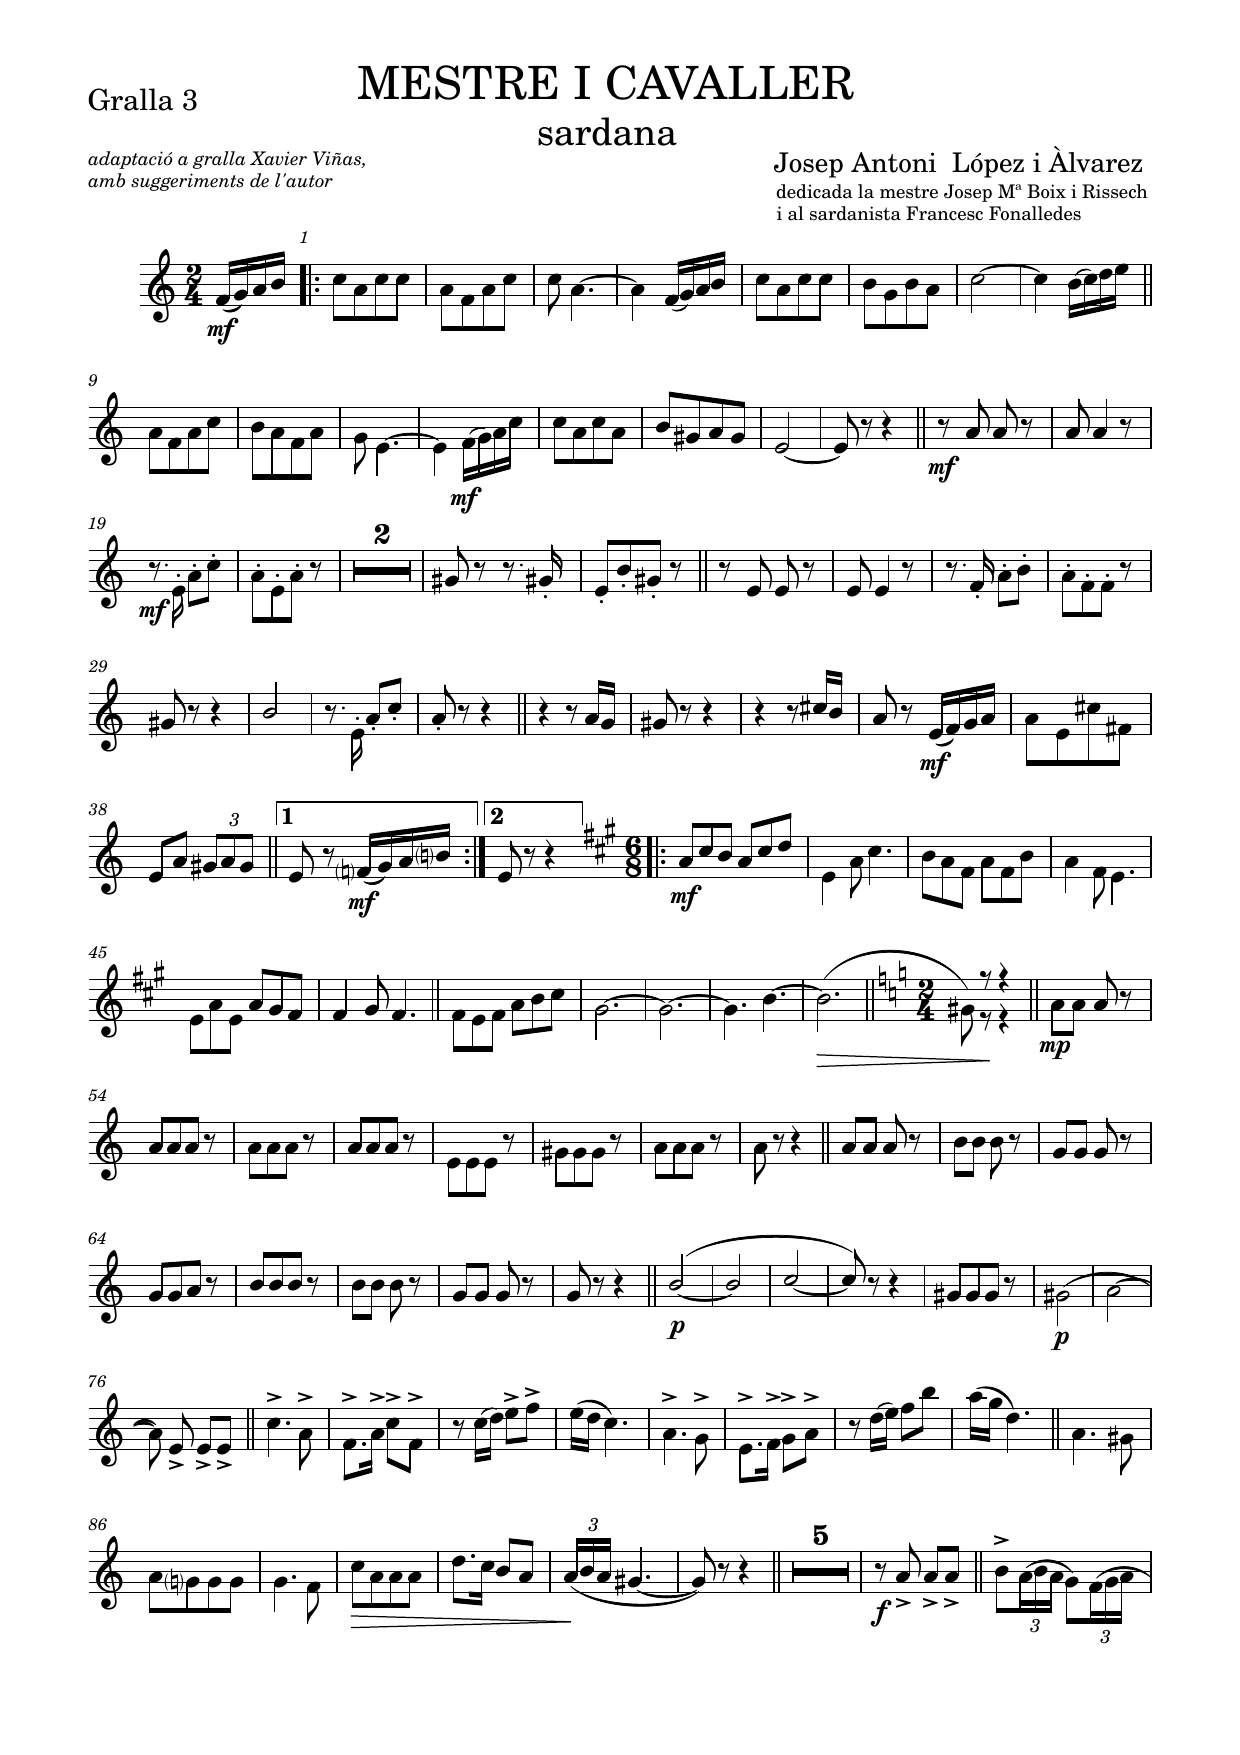 MESTRE I CAVALLER
Gralla 3
sardana
adaptació a gralla Xavier Viñas,
amb suggeriments de l'autor
Josep Antoni  López i Àlvarez
dedicada la mestre Josep Mª Boix i Rissech
i al sardanista Francesc Fonalledes
1
2
4
mf
9
mf
mf
19
2
mf
29
mf
38
3
1
2
6
8
mf
mf
45
2
4
mp
54
64
p
p
76
86
3
5
f
3
3